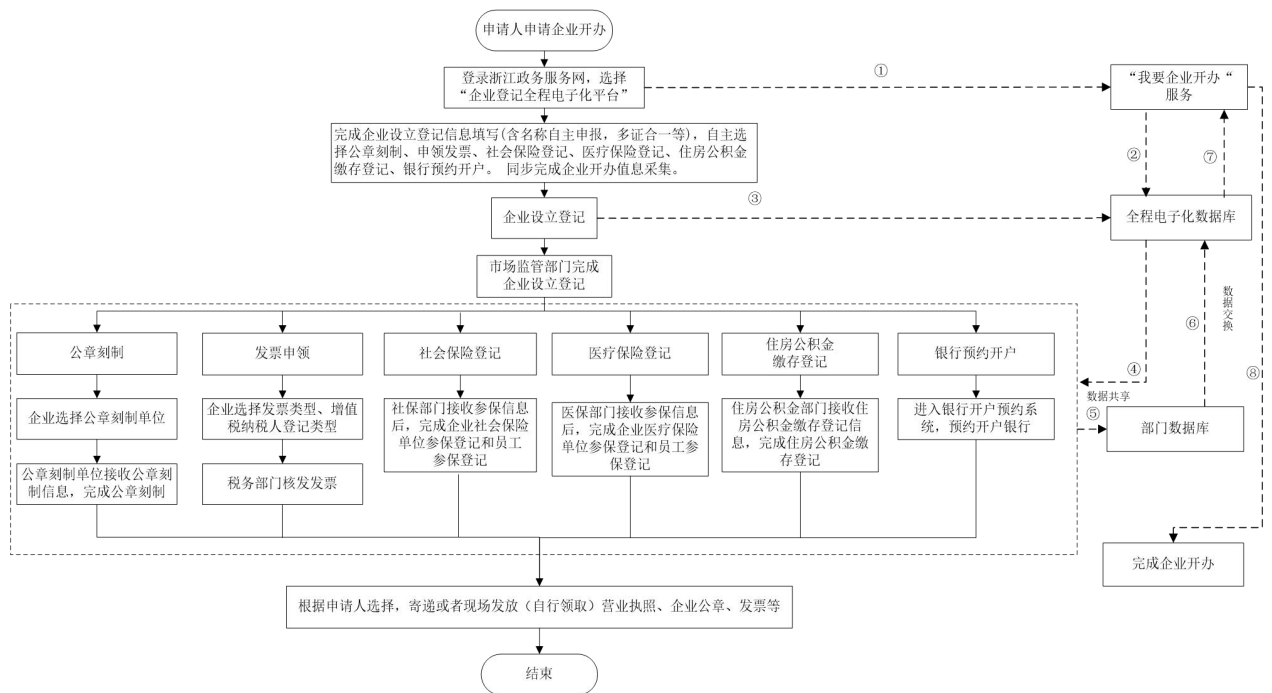 申请人申请企业开办
登录浙江政务服务网，选择
“企业登记全程电子化平台”
①
“我要企业开办“
服务
完成企业设立登记信息填写(含名称自主申报，多证合一等)，自主选
择公章刻制、申领发票、社会保险登记、医疗保险登记、住房公积金
缴存登记、银行预约开户。 同步完成企业开办值息采集。
②
⑦
企业设立登记
③
全程电子化数据库
市场监管部门完成
企业设立登记
数据交换
⑥
④
⑧
公章刻制
发票申领
社会保险登记
医疗保险登记
住房公积金
缴存登记
银行预约开户
数据共享
⑤
部门数据库
企业选择公章刻制单位
企业选择发票类型、增值
税纳税人登记类型
社保部门接收参保信息
后，完成企业社会保险
单位参保登记和员工
参保登记
医保部门接收参保信息
后，完成企业医疗保险
单位参保登记和员工参
保登记
住房公积金部门接收住
房公积金缴存登记信
息，完成住房公积金缴
存登记
进入银行开户预约系
统，预约开户银行
公章刻制单位接收公章刻
制信息，完成公章刻制
税务部门核发发票
完成企业开办
根据申请人选择，寄递或者现场发放（自行领取）营业执照、企业公章、发票等
结束